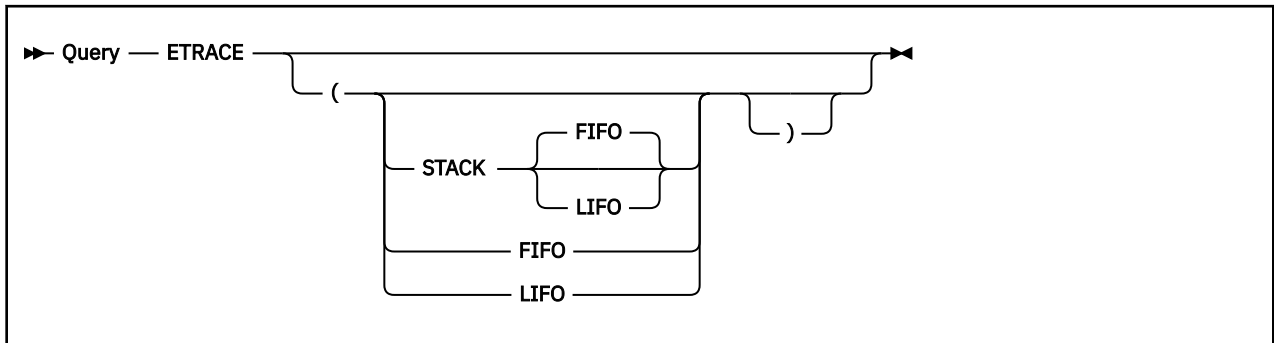 Query ETRACE
(
)
FIFO
STACK
LIFO
FIFO
LIFO